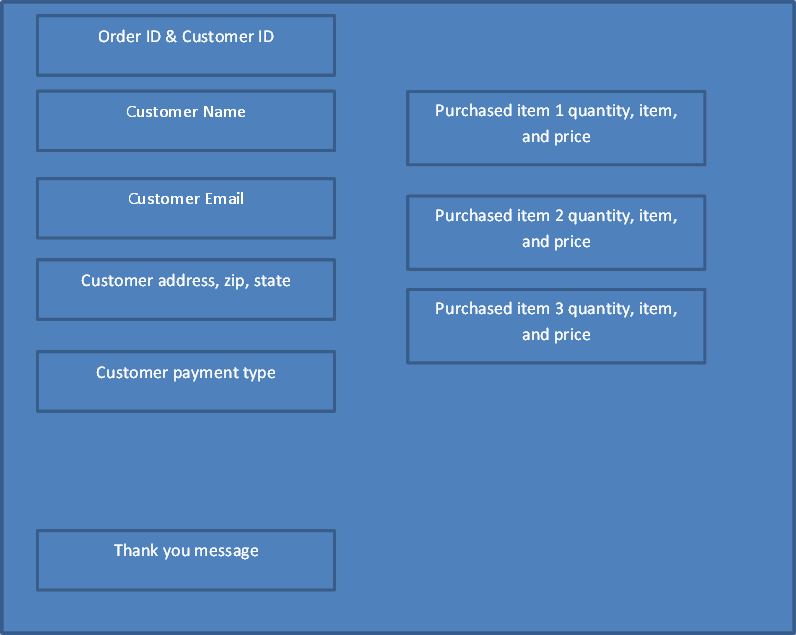 Order ID & Customer ID
Customer Name
Customer Email
Customer address, zip, state
Customer payment type
Thank you message
Purchased item 1 quantity, item,
and price
Purchased item 2 quantity, item,
and price
Purchased item 3 quantity, item,
and price